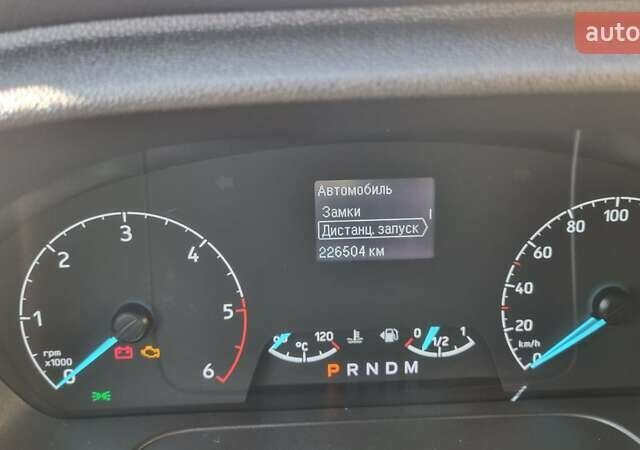 auto
Автомобиль
Замки
Дистанц. запуск
226504 км
0 1 2 3 4 5 6
rpm
x1000
°C 120
0 1/2 1
P R N D M
0 20 40 60 80 100
km/h